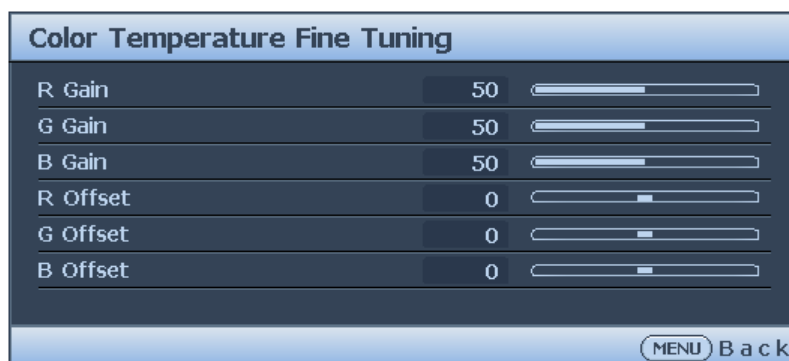 Color Temperature Fine Tuning
R Gain 50
G Gain 50
B Gain 50
R Offset 0
G Offset 0
B Offset 0
MENU Back